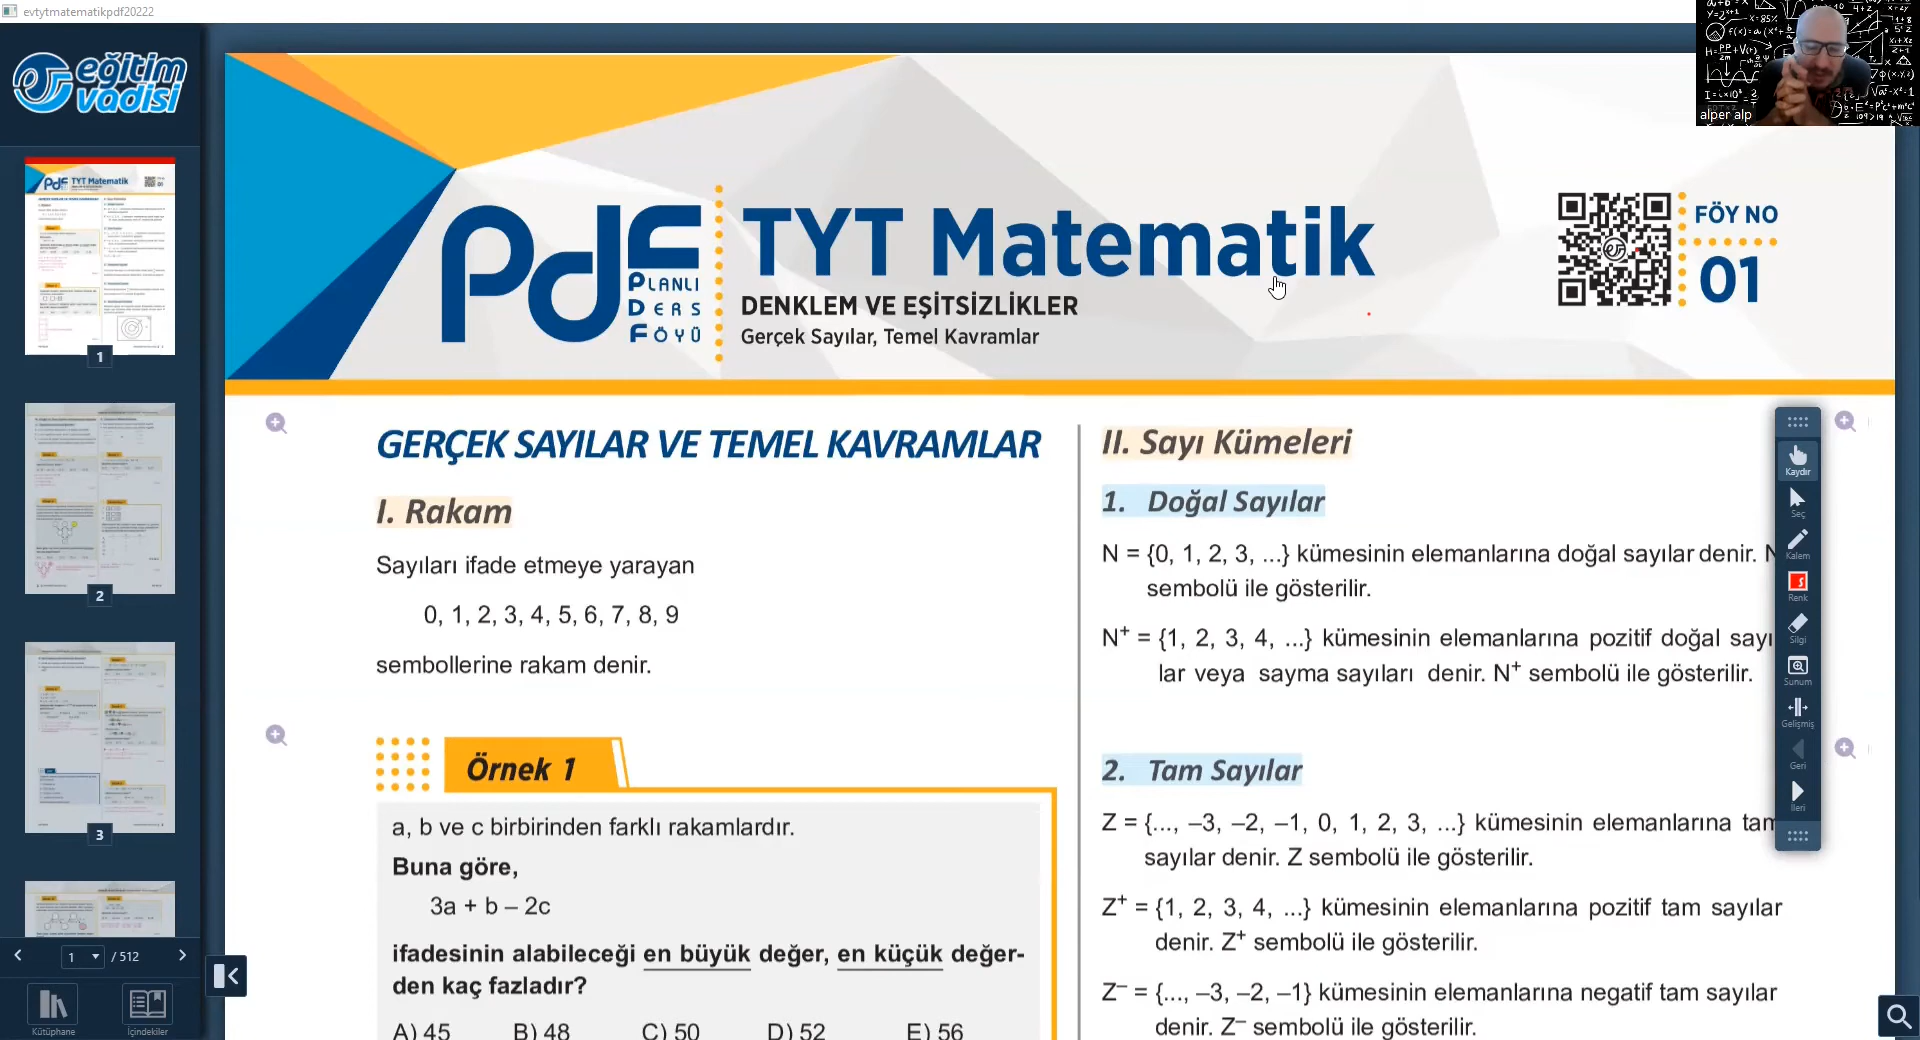 evtytmatematikpdf20222
eğitim
vadisi
alper alp
Pdf
PLANLI
DERS
FÖYÜ
TYT Matematik
DENKLEM VE EŞİTSİZLİKLER
Gerçek Sayılar, Temel Kavramlar
FÖY NO
01
GERÇEK SAYILAR VE TEMEL KAVRAMLAR
I. Rakam
Sayıları ifade etmeye yarayan
0, 1, 2, 3, 4, 5, 6, 7, 8, 9
sembollerine rakam denir.
Örnek 1
a, b ve c birbirinden farklı rakamlardır.
Buna göre,
3a + b – 2c
ifadesinin alabileceği en büyük değer, en küçük değer-
den kaç fazladır?
A) 45 B) 48 C) 50 D) 52 E) 56
II. Sayı Kümeleri
1. Doğal Sayılar
N = {0, 1, 2, 3, ...} kümesinin elemanlarına doğal sayılar denir. N
sembolü ile gösterilir.
N⁺ = {1, 2, 3, 4, ...} kümesinin elemanlarına pozitif doğal sayı
lar veya sayma sayıları denir. N⁺ sembolü ile gösterilir.
2. Tam Sayılar
Z = {..., –3, –2, –1, 0, 1, 2, 3, ...} kümesinin elemanlarına tam
sayılar denir. Z sembolü ile gösterilir.
Z⁺ = {1, 2, 3, 4, ...} kümesinin elemanlarına pozitif tam sayılar
denir. Z⁺ sembolü ile gösterilir.
Z⁻ = {..., –3, –2, –1} kümesinin elemanlarına negatif tam sayılar
denir. Z⁻ sembolü ile gösterilir.
Kaydır
Seç
Kalem
Renk
Silgi
Sunum
Gelişmiş
Geri
İleri
TYT Matematik
01
1
2
3
1 / 512
Kütüphane
İçindekiler